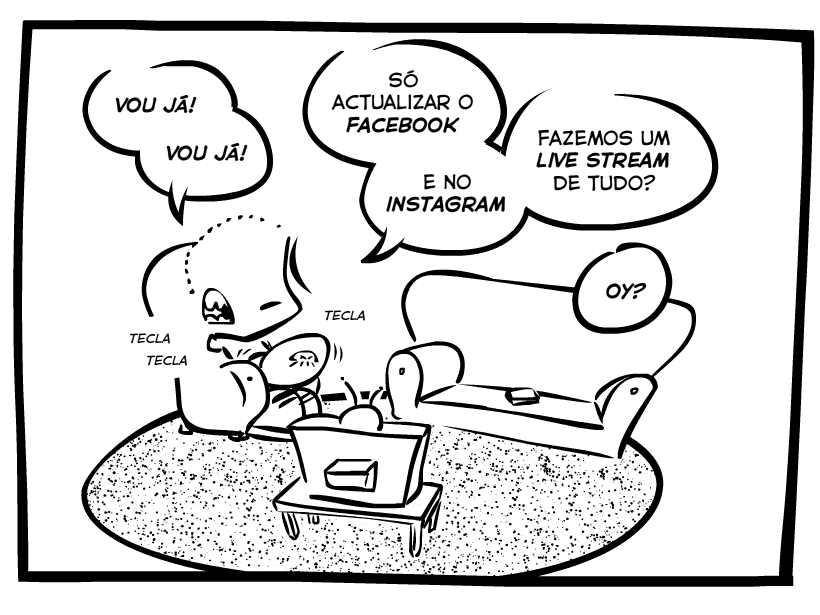 VOU JÁ!
VOU JÁ!
SÓ
ACTUALIZAR O
FACEBOOK
E NO
INSTAGRAM
FAZEMOS UM
LIVE STREAM
DE TUDO?
OY?
TECLA
TECLA
TECLA